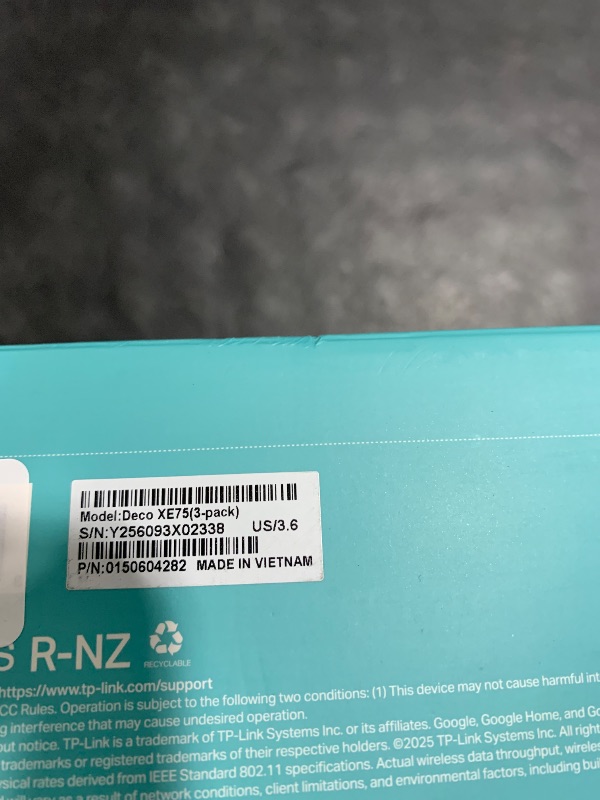 Model:Deco XE75(3-pack)
S/N:Y256093X02338 US/3.6
P/N:0150604282 MADE IN VIETNAM
S R-NZ
RECYCLABLE
https://www.tp-link.com/support
CC Rules. Operation is subject to the following two conditions: (1) This device may not cause harmful int
g interference that may cause undesired operation.
out notice. TP-Link is a trademark of TP-Link Systems Inc. or its affiliates. Google, Google Home, and Go
trademarks or registered trademarks of their respective holders. ©2025 TP-Link Systems Inc. All right
ysical rates derived from IEEE Standard 802.11 specifications. Actual wireless data throughput, wireles
d will vary as a result of network conditions, client limitations, and environmental factors, including bui